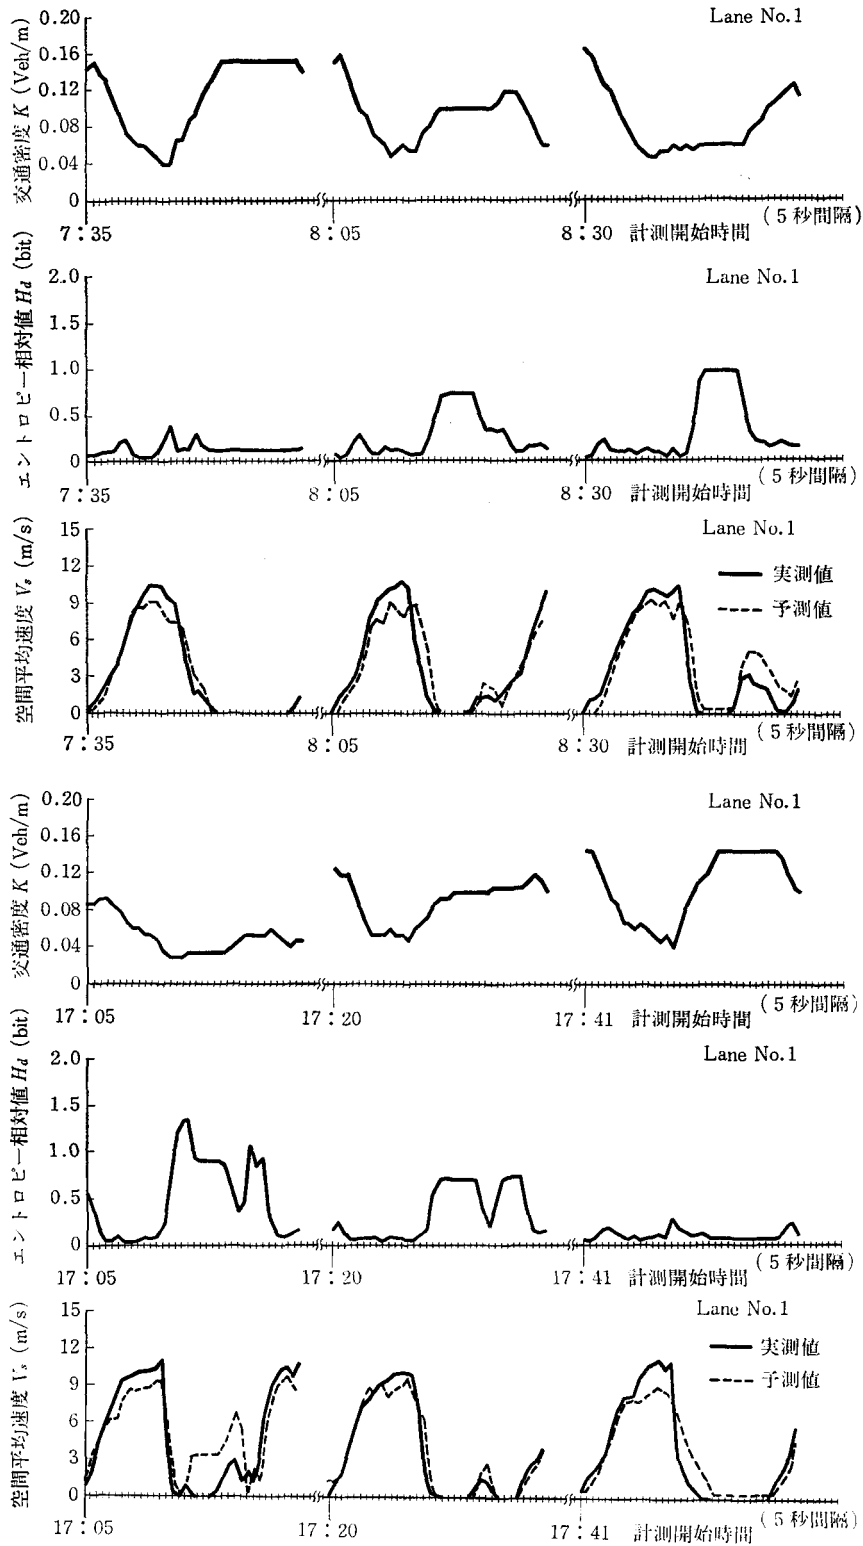 Lane No.1
交通密度 K (Veh/m)
0.20
0.16
0.12
0.08
0.04
0
7:35
8:05
8:30
計測開始時間
(5秒間隔)
Lane No.1
エントロピー相対値 Hd (bit)
2.0
1.5
1.0
0.5
0
7:35
8:05
8:30
計測開始時間
(5秒間隔)
Lane No.1
実測値
予測値
空間平均速度 Vs (m/s)
15
12
9
6
3
0
7:35
8:05
8:30
計測開始時間
(5秒間隔)
Lane No.1
交通密度 K (Veh/m)
0.20
0.16
0.12
0.08
0.04
0
17:05
17:20
17:41
計測開始時間
(5秒間隔)
Lane No.1
エントロピー相対値 Hd (bit)
2.0
1.5
1.0
0.5
0
17:05
17:20
17:41
計測開始時間
(5秒間隔)
Lane No.1
実測値
予測値
空間平均速度 Vs (m/s)
15
12
9
6
3
0
17:05
17:20
17:41
計測開始時間
(5秒間隔)